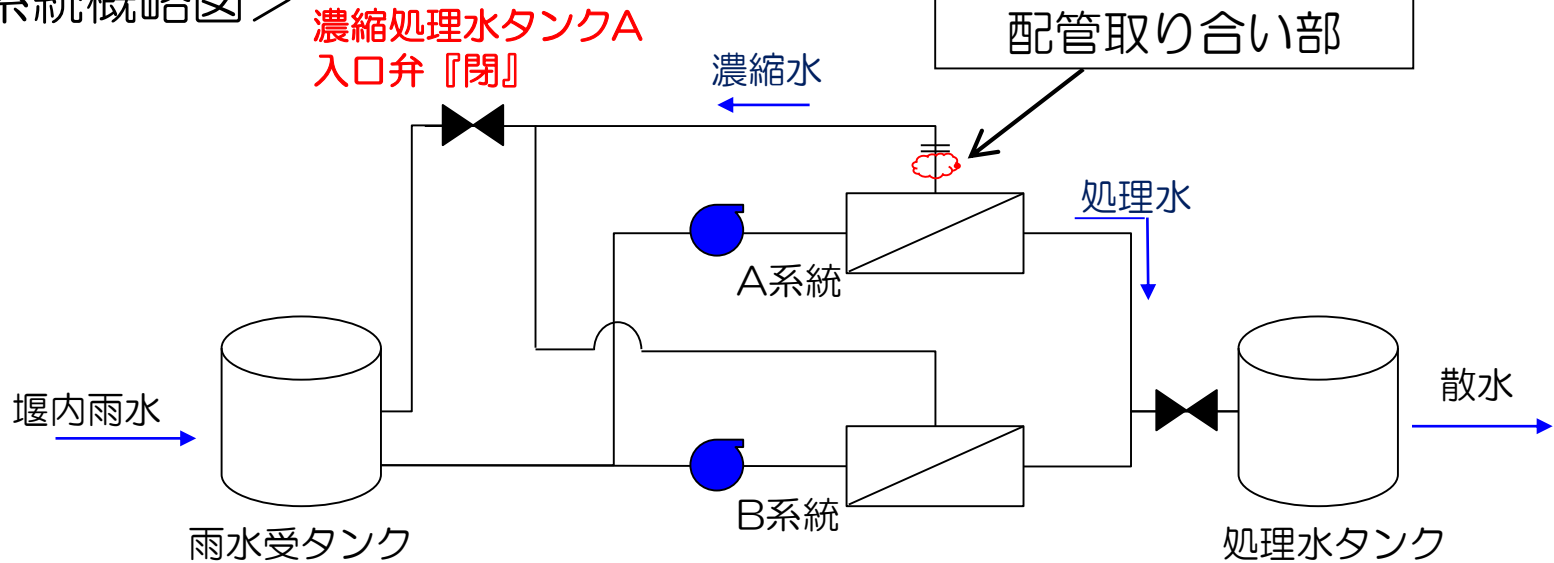 系統概略図＞
濃縮処理水タンクA
入口弁『閉』
配管取り合い部
濃縮水
処理水
A系統
堰内雨水
散水
B系統
雨水受タンク
処理水タンク